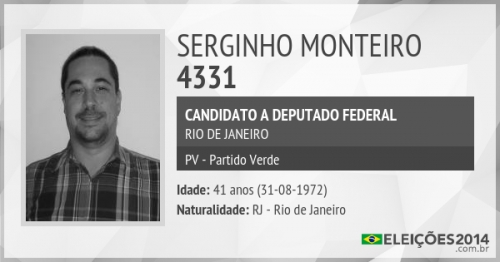 SERGINHO MONTEIRO
4331
CANDIDATO A DEPUTADO FEDERAL
RIO DE JANEIRO
PV - Partido Verde
Idade: 41 anos (31-08-1972)
Naturalidade: RJ - Rio de Janeiro
ELEIÇÕES2014
.com.br